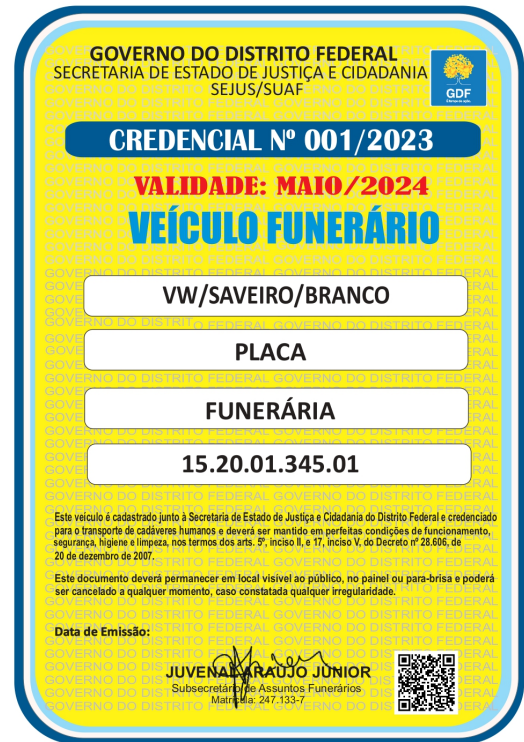 GOVERNO DO DISTRITO FEDERAL
SECRETARIA DE ESTADO DE JUSTIÇA E CIDADANIA
SEJUS/SUAF
GDF
CREDENCIAL Nº 001/2023
VALIDADE: MAIO/2024
VEÍCULO FUNERÁRIO
VW/SAVEIRO/BRANCO
PLACA
FUNERÁRIA
15.20.01.345.01
Este veículo é cadastrado junto à Secretaria de Estado de Justiça e Cidadania do Distrito Federal e credenciado
para o transporte de cadáveres humanos e deverá ser mantido em perfeitas condições de funcionamento,
segurança, higiene e limpeza, nos termos dos arts. 5º, inciso II, e 17, inciso V, do Decreto nº 28.606, de
20 de dezembro de 2007.
Este documento deverá permanecer em local visível ao público, no painel ou para-brisa e poderá
ser cancelado a qualquer momento, caso constatada qualquer irregularidade.
Data de Emissão:
JUVENAL ARAÚJO JÚNIOR
Subsecretário de Assuntos Funerários
Matrícula: 247.133-7